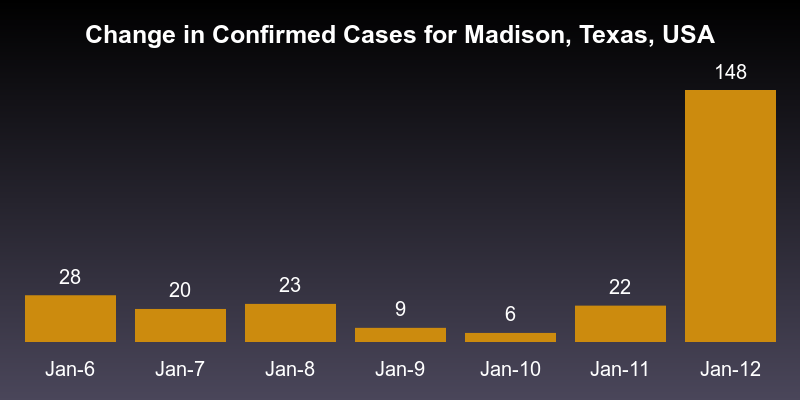 Change in Confirmed Cases for Madison, Texas, USA
148
28
20
23
9
6
22
Jan-6
Jan-7
Jan-8
Jan-9
Jan-10
Jan-11
Jan-12